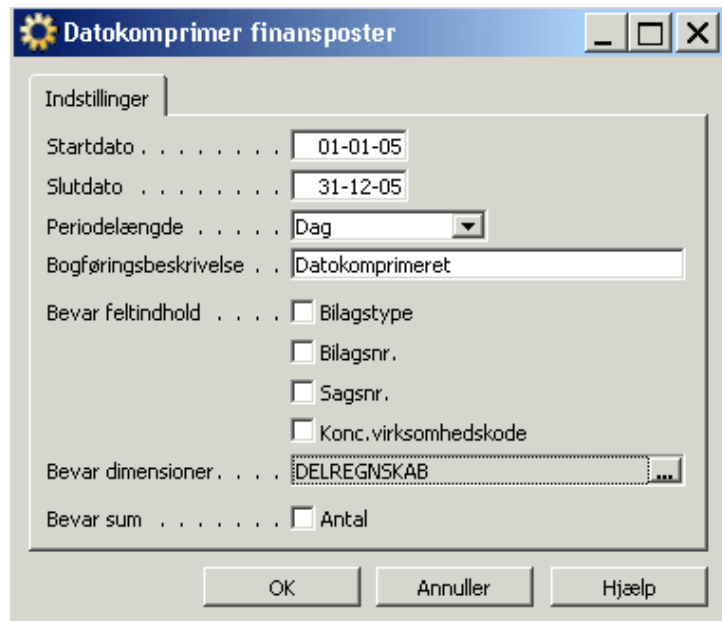 Datokomprimer finansposter
Indstillinger
Startdato . . . . . . . . 01-01-05
Slutdato . . . . . . . . 31-12-05
Periodelængde . . . . . Dag
Bogføringsbeskrivelse . . Datokomprimeret
Bevar feltindhold . . . . Bilagstype
Bilagsnr.
Sagsnr.
Konc.virksomhedskode
Bevar dimensioner. . . . DELREGNSKAB ...
Bevar sum . . . . . . . Antal
OK Annuller Hjælp